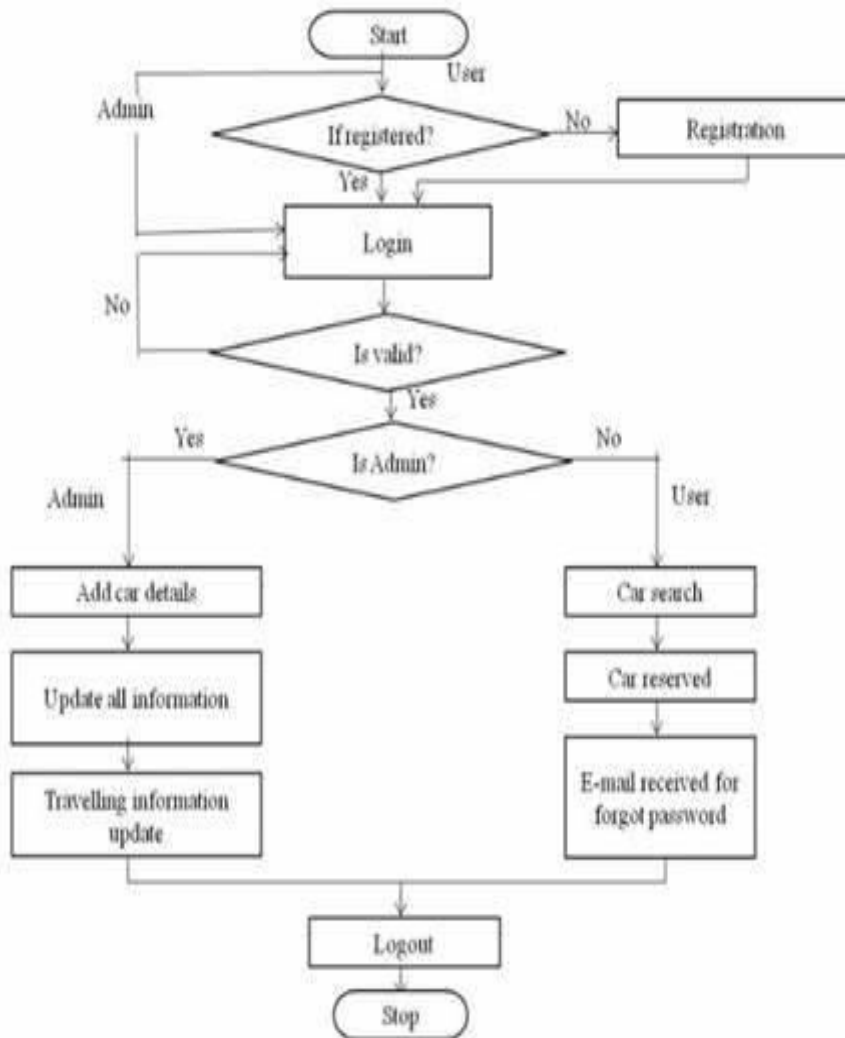 Start
User
Admin
If registered?
No
Registration
Yes
Login
No
Is valid?
Yes
Yes
No
Is Admin?
Admin
User
Add car details
Car search
Update all information
Car reserved
Travelling information
update
E-mail received for
forgot password
Logout
Stop